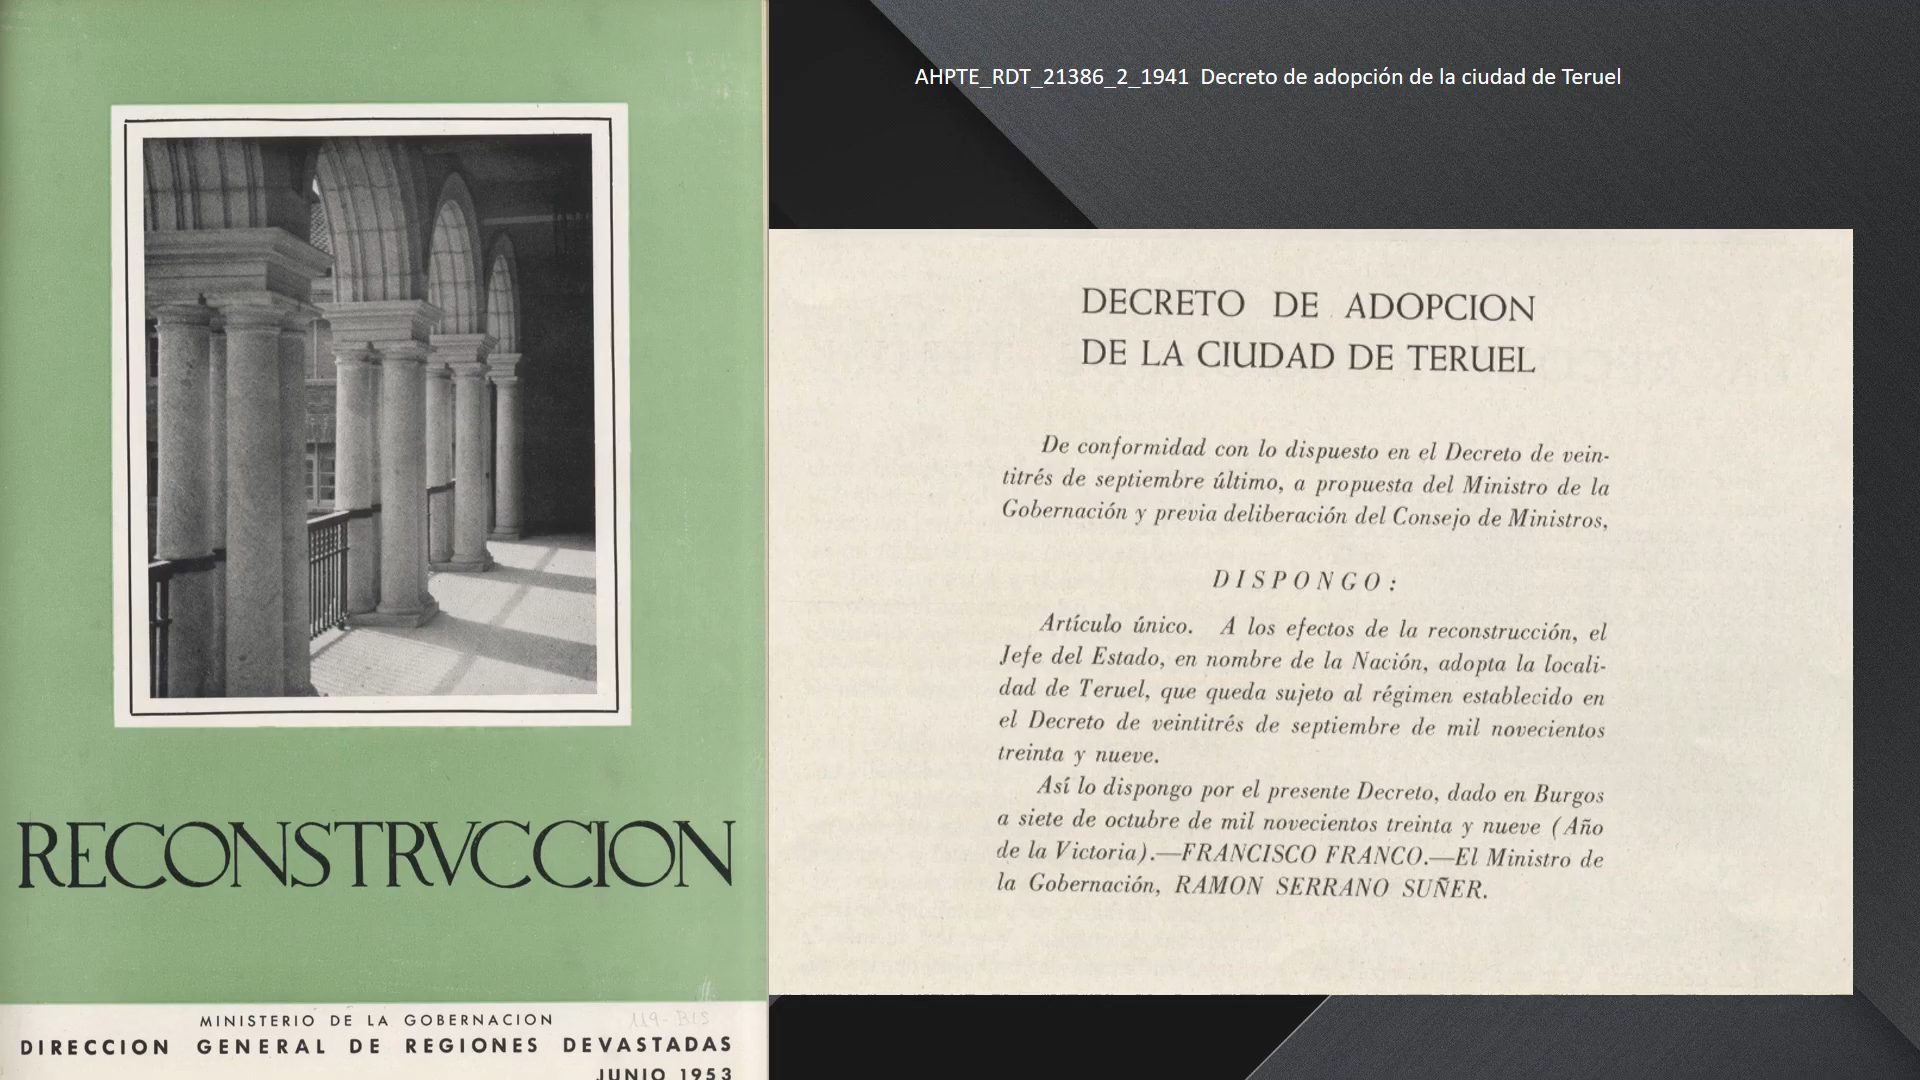 RECONSTRVCCION
MINISTERIO DE LA GOBERNACION
119-BIS
DIRECCION GENERAL DE REGIONES DEVASTADAS
JUNIO 1953
AHPTE_RDT_21386_2_1941 Decreto de adopción de la ciudad de Teruel
DECRETO DE ADOPCION
DE LA CIUDAD DE TERUEL
De conformidad con lo dispuesto en el Decreto de vein-
titrés de septiembre último, a propuesta del Ministro de la
Gobernación y previa deliberación del Consejo de Ministros,
DISPONGO:
Artículo único. A los efectos de la reconstrucción, el
Jefe del Estado, en nombre de la Nación, adopta la locali-
dad de Teruel, que queda sujeto al régimen establecido en
el Decreto de veintitrés de septiembre de mil novecientos
treinta y nueve.
Así lo dispongo por el presente Decreto, dado en Burgos
a siete de octubre de mil novecientos treinta y nueve (Año
de la Victoria).—FRANCISCO FRANCO.—El Ministro de
la Gobernación, RAMON SERRANO SUÑER.